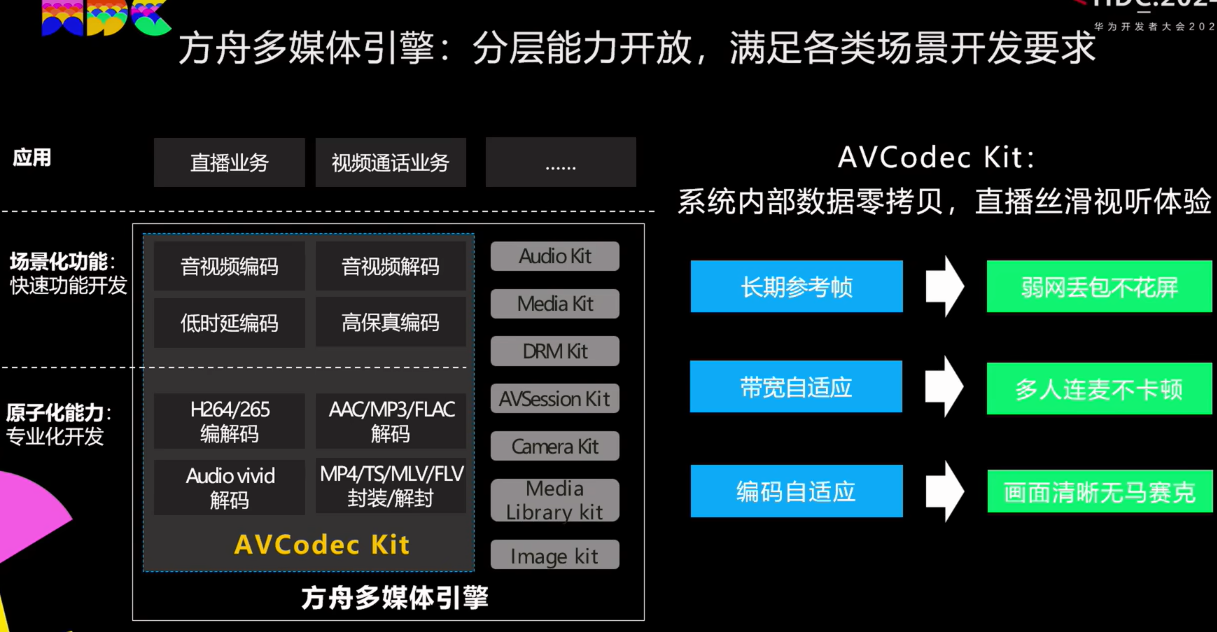 华为开发者大会202
方舟多媒体引擎：分层能力开放，满足各类场景开发要求
应用
直播业务
视频通话业务
......
场景化功能：
快速功能开发
音视频编码
音视频解码
低时延编码
高保真编码
原子化能力：
专业化开发
H264/265
编解码
AAC/MP3/FLAC
解码
Audio vivid
解码
MP4/TS/MLV/FLV
封装/解封
AVCodec Kit
Audio Kit
Media Kit
DRM Kit
AVSession Kit
Camera Kit
Media
Library kit
Image kit
方舟多媒体引擎
AVCodec Kit：
系统内部数据零拷贝，直播丝滑视听体验
长期参考帧
弱网丢包不花屏
带宽自适应
多人连麦不卡顿
编码自适应
画面清晰无马赛克